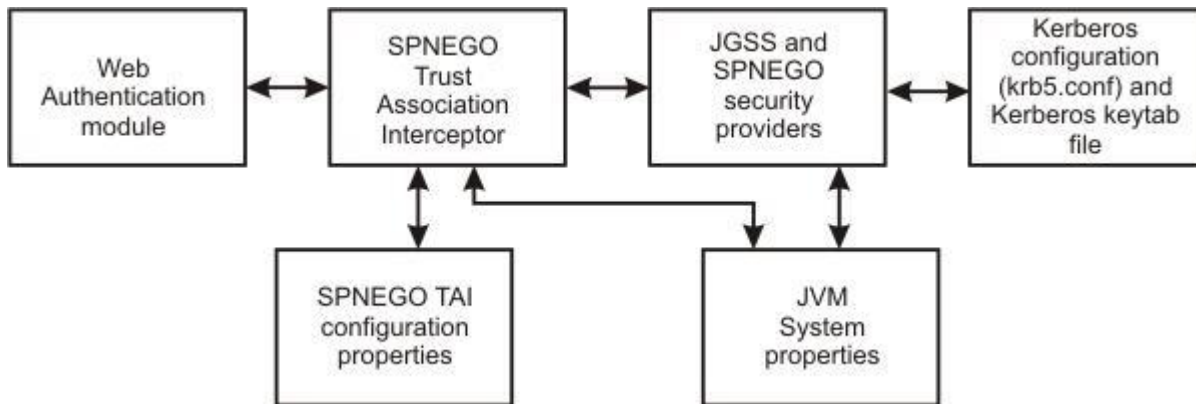 Web
Authentication
module
SPNEGO
Trust
Association
Interceptor
JGSS and
SPNEGO
security
providers
Kerberos
configuration
(krb5.conf) and
Kerberos keytab
file
SPNEGO TAI
configuration
properties
JVM
System
properties